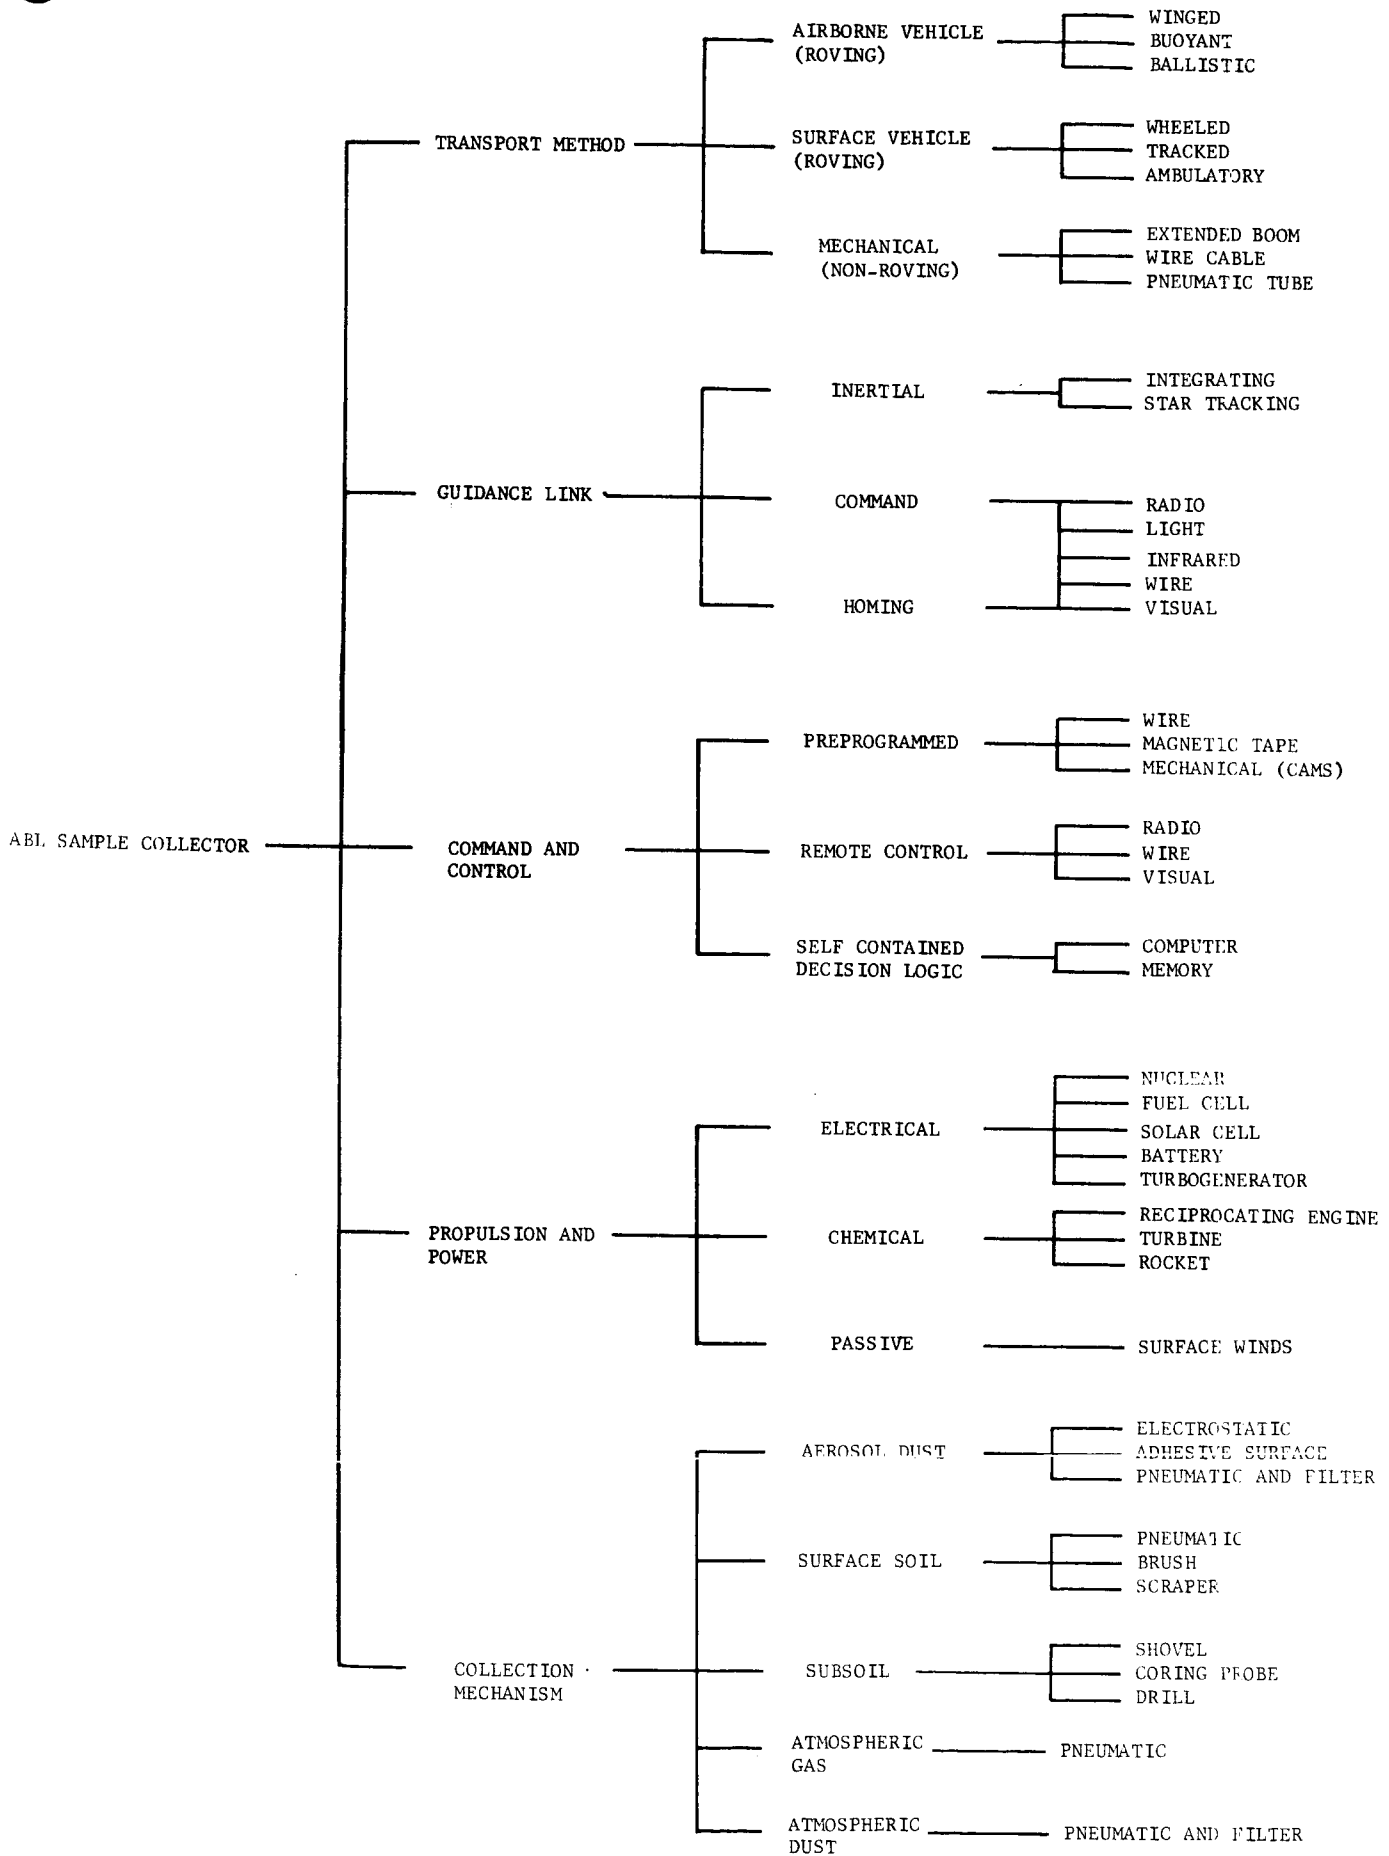 ABL SAMPLE COLLECTOR
TRANSPORT METHOD
AIRBORNE VEHICLE
(ROVING)
WINGED
BUOYANT
BALLISTIC
SURFACE VEHICLE
(ROVING)
WHEELED
TRACKED
AMBULATORY
MECHANICAL
(NON-ROVING)
EXTENDED BOOM
WIRE CABLE
PNEUMATIC TUBE
GUIDANCE LINK
INERTIAL
INTEGRATING
STAR TRACKING
COMMAND
HOMING
RADIO
LIGHT
INFRARED
WIRE
VISUAL
COMMAND AND
CONTROL
PREPROGRAMMED
WIRE
MAGNETIC TAPE
MECHANICAL (CAMS)
REMOTE CONTROL
RADIO
WIRE
VISUAL
SELF CONTAINED
DECISION LOGIC
COMPUTER
MEMORY
PROPULSION AND
POWER
ELECTRICAL
NUCLEAR
FUEL CELL
SOLAR CELL
BATTERY
TURBOGENERATOR
CHEMICAL
RECIPROCATING ENGINE
TURBINE
ROCKET
PASSIVE
SURFACE WINDS
COLLECTION
MECHANISM
AEROSOL DUST
ELECTROSTATIC
ADHESIVE SURFACE
PNEUMATIC AND FILTER
SURFACE SOIL
PNEUMATIC
BRUSH
SCRAPER
SUBSOIL
SHOVEL
CORING PROBE
DRILL
ATMOSPHERIC
GAS
PNEUMATIC
ATMOSPHERIC
DUST
PNEUMATIC AND FILTER